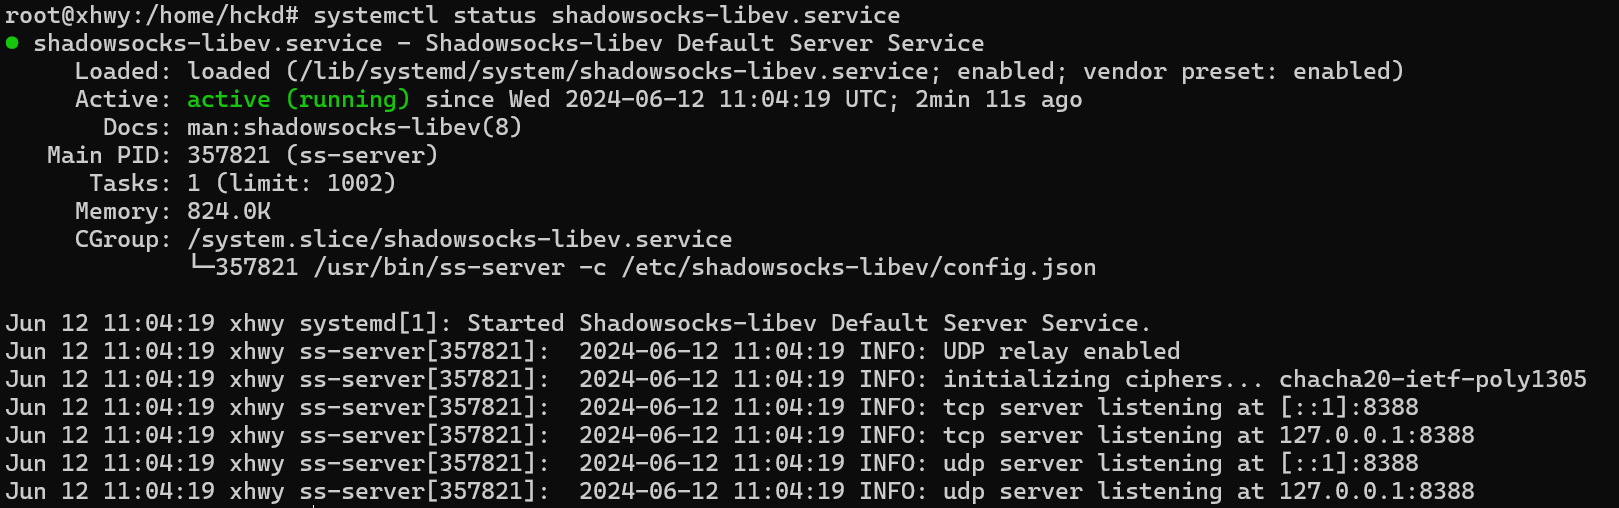 root@xhwy:/home/hckd# systemctl status shadowsocks-libev.service
● shadowsocks-libev.service - Shadowsocks-libev Default Server Service
     Loaded: loaded (/lib/systemd/system/shadowsocks-libev.service; enabled; vendor preset: enabled)
     Active: active (running) since Wed 2024-06-12 11:04:19 UTC; 2min 11s ago
       Docs: man:shadowsocks-libev(8)
   Main PID: 357821 (ss-server)
      Tasks: 1 (limit: 1002)
     Memory: 824.0K
     CGroup: /system.slice/shadowsocks-libev.service
             └─357821 /usr/bin/ss-server -c /etc/shadowsocks-libev/config.json

Jun 12 11:04:19 xhwy systemd[1]: Started Shadowsocks-libev Default Server Service.
Jun 12 11:04:19 xhwy ss-server[357821]:  2024-06-12 11:04:19 INFO: UDP relay enabled
Jun 12 11:04:19 xhwy ss-server[357821]:  2024-06-12 11:04:19 INFO: initializing ciphers... chacha20-ietf-poly1305
Jun 12 11:04:19 xhwy ss-server[357821]:  2024-06-12 11:04:19 INFO: tcp server listening at [::1]:8388
Jun 12 11:04:19 xhwy ss-server[357821]:  2024-06-12 11:04:19 INFO: tcp server listening at 127.0.0.1:8388
Jun 12 11:04:19 xhwy ss-server[357821]:  2024-06-12 11:04:19 INFO: udp server listening at [::1]:8388
Jun 12 11:04:19 xhwy ss-server[357821]:  2024-06-12 11:04:19 INFO: udp server listening at 127.0.0.1:8388